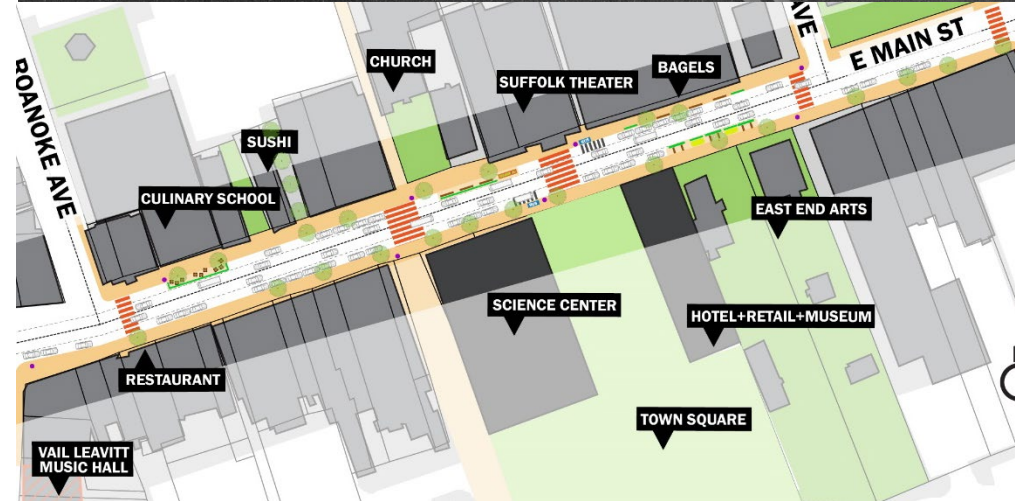 AVE
E MAIN ST
CHURCH
SUFFOLK THEATER
BAGELS
ROANOKE AVE
SUSHI
CULINARY SCHOOL
EAST END ARTS
SCIENCE CENTER
HOTEL+RETAIL+MUSEUM
RESTAURANT
TOWN SQUARE
VAIL LEAVITT
MUSIC HALL